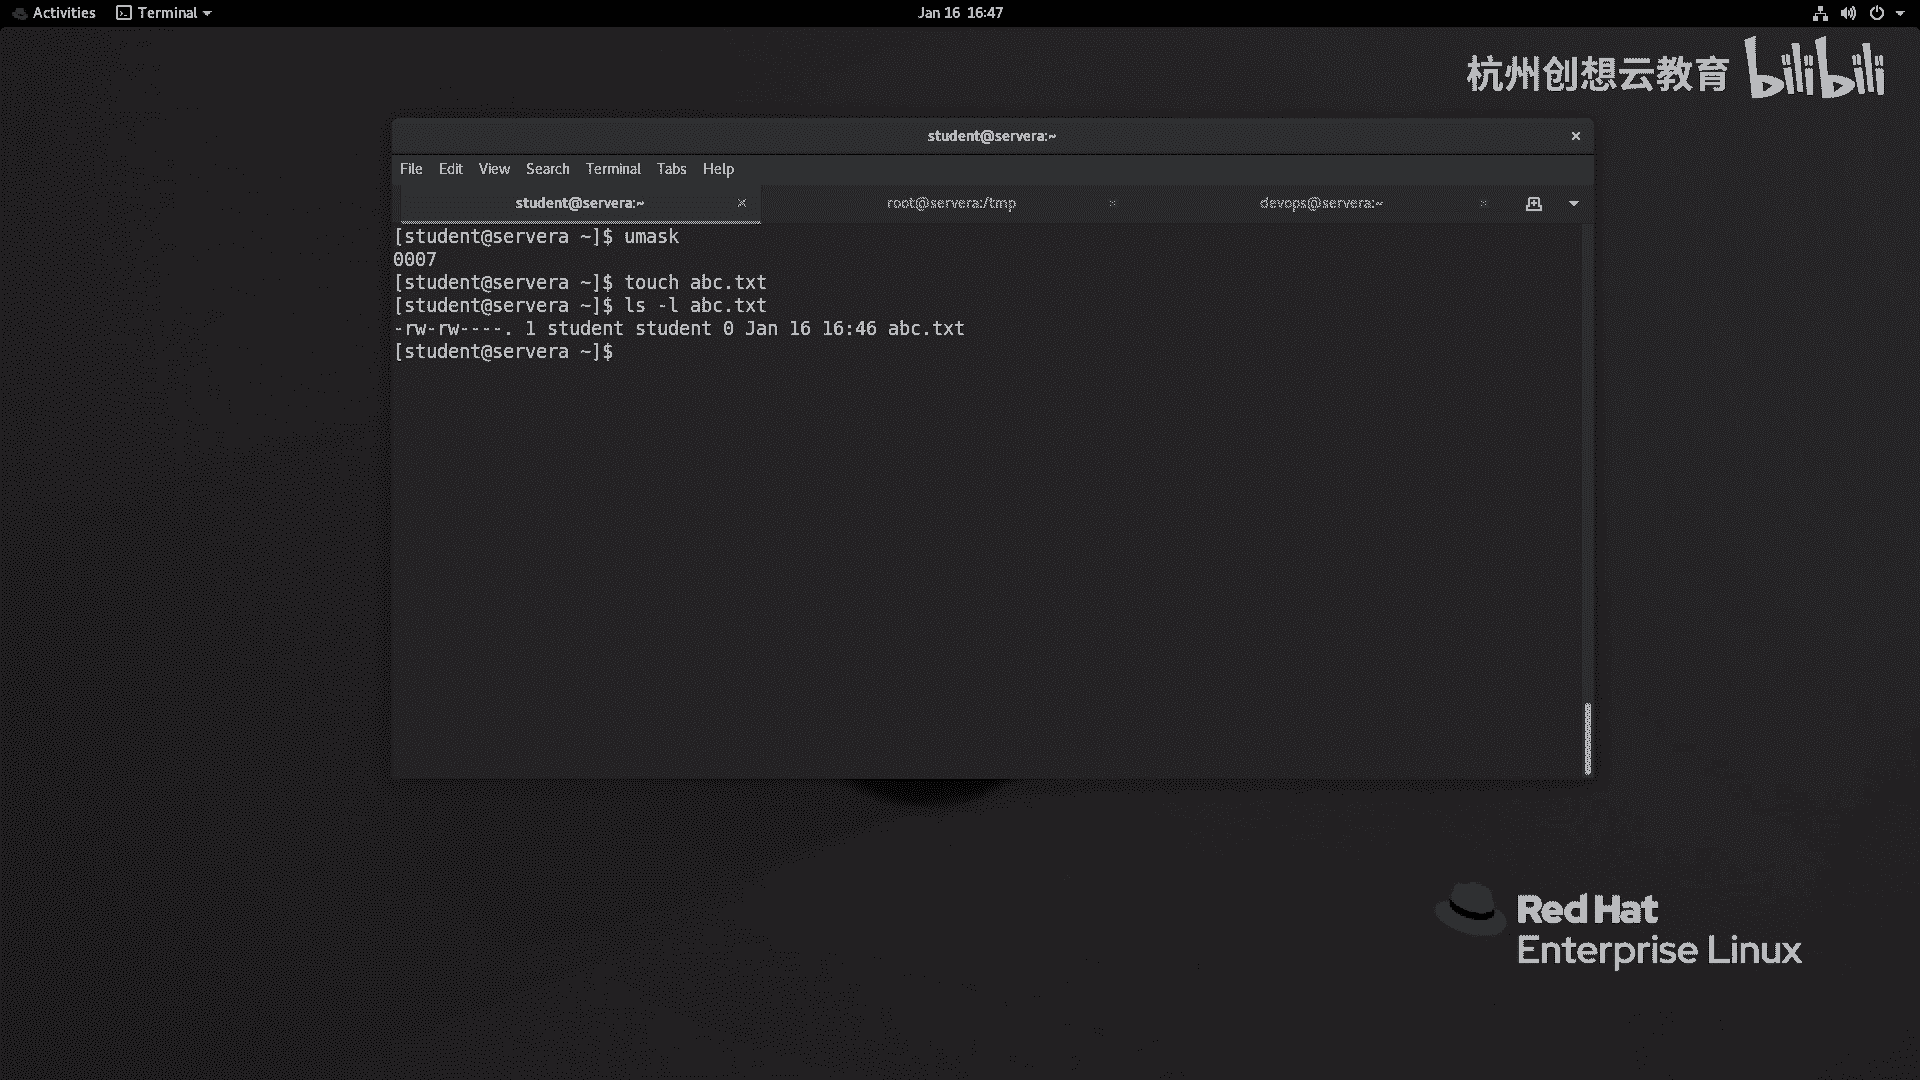 Activities Terminal Jan 16 16:47
杭州创想云教育 bilibili
student@servera:~
File Edit View Search Terminal Tabs Help
student@servera:~ root@servera:/tmp devops@servera:~
[student@servera ~]$ umask
0007
[student@servera ~]$ touch abc.txt
[student@servera ~]$ ls -l abc.txt
-rw-rw----. 1 student student 0 Jan 16 16:46 abc.txt
[student@servera ~]$
Red Hat
Enterprise Linux